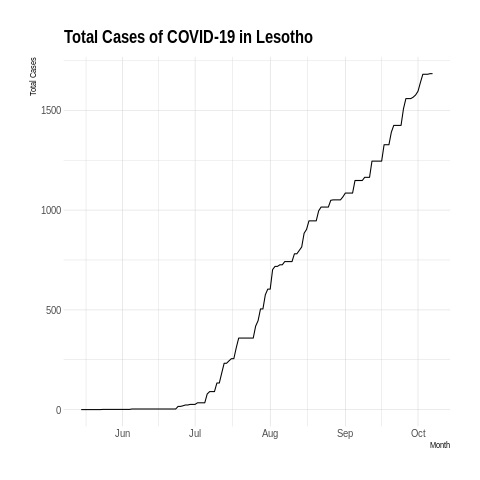 Total Cases of COVID-19 in Lesotho
Total Cases
1500
1000
500
0
Jun Jul Aug Sep Oct
Month